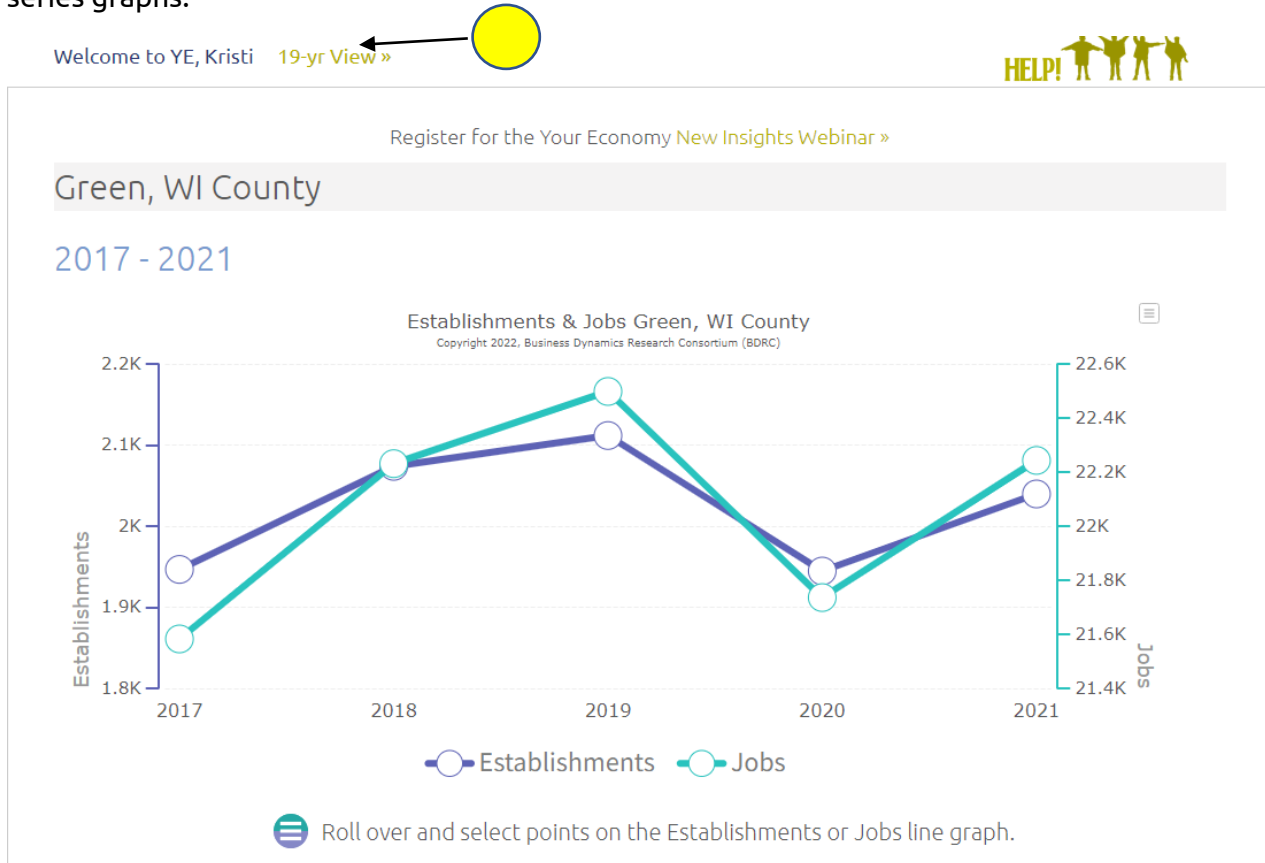 series graphs.
Welcome to YE, Kristi 19-yr View »
HELP!
Register for the Your Economy New Insights Webinar »
Green, WI County
2017 - 2021
Establishments & Jobs Green, WI County
Copyright 2022, Business Dynamics Research Consortium (BDRC)
2.2K 22.6K
22.4K
2.1K
22.2K
2K 22K
21.8K
1.9K
21.6K
1.8K 21.4K
Establishments
Jobs
2017 2018 2019 2020 2021
Establishments Jobs
Roll over and select points on the Establishments or Jobs line graph.